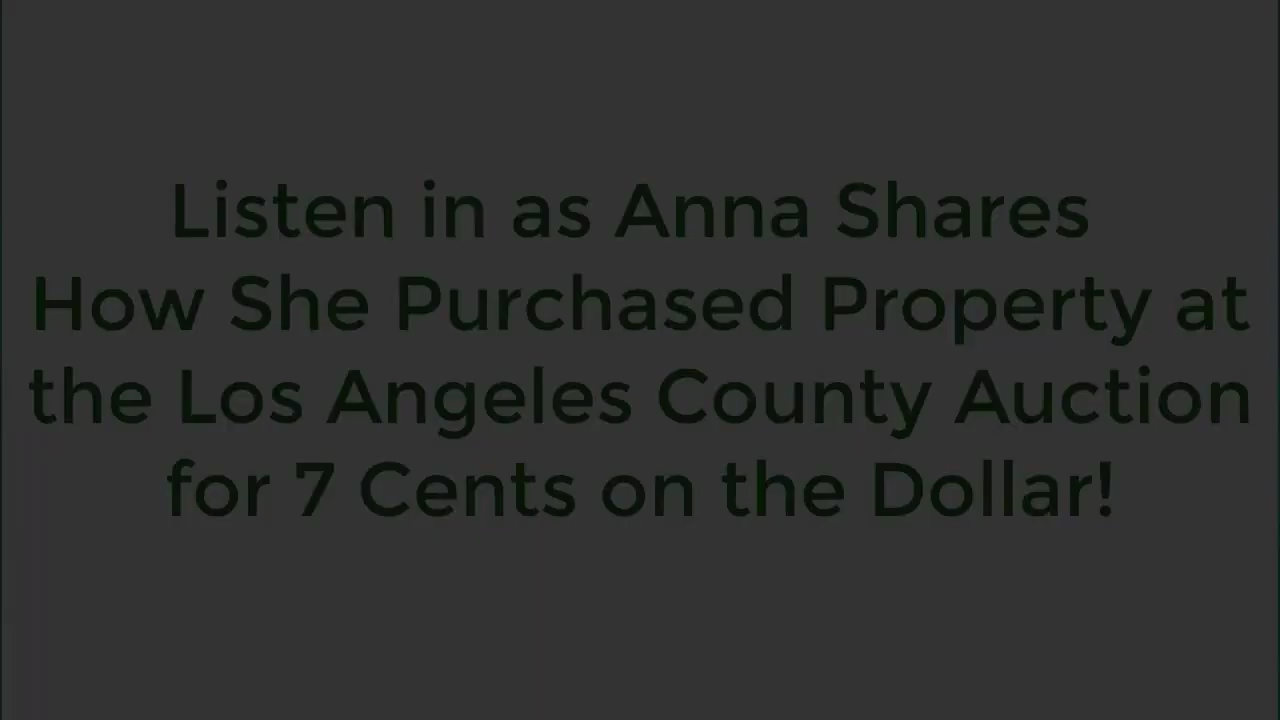 Listen in as Anna Shares
How She Purchased Property at
the Los Angeles County Auction
for 7 Cents on the Dollar!